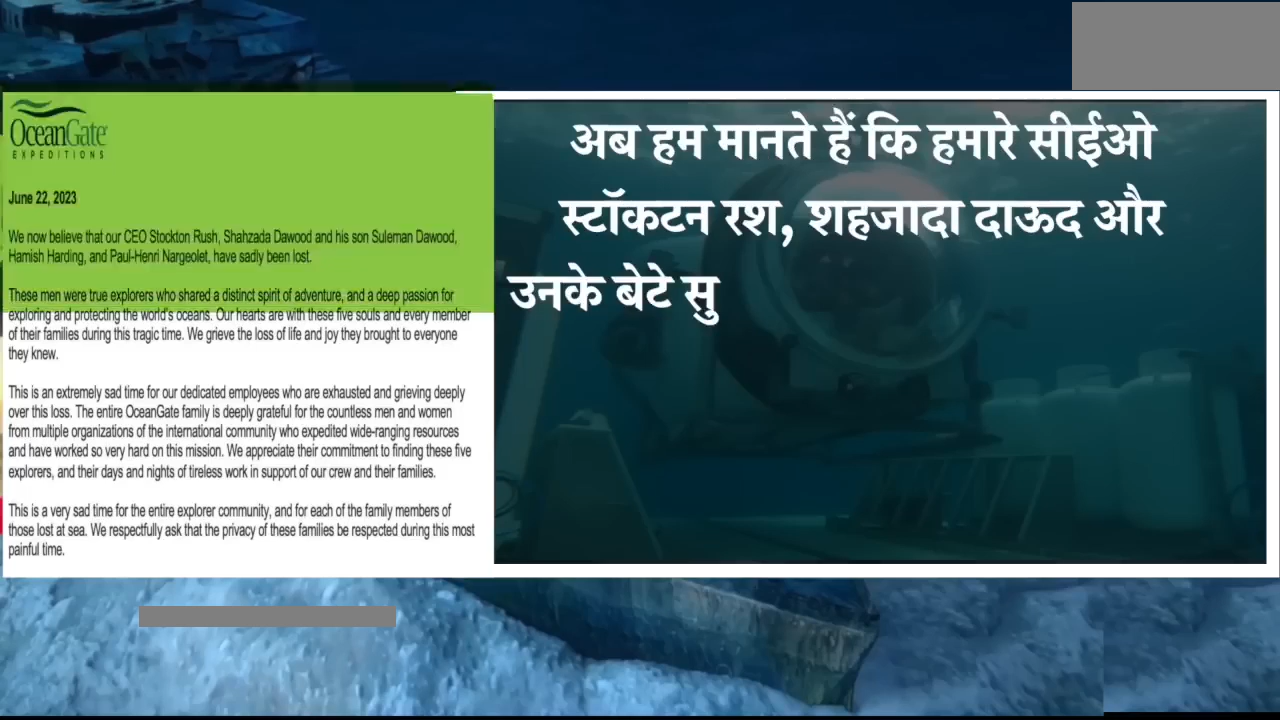 OceanGate
EXPEDITIONS
June 22, 2023
We now believe that our CEO Stockton Rush, Shahzada Dawood and his son Suleman Dawood,
Hamish Harding, and Paul-Henri Nargeolet, have sadly been lost.
These men were true explorers who shared a distinct spirit of adventure, and a deep passion for
exploring and protecting the world's oceans. Our hearts are with these five souls and every member
of their families during this tragic time. We grieve the loss of life and joy they brought to everyone
they knew.
This is an extremely sad time for our dedicated employees who are exhausted and grieving deeply
over this loss. The entire OceanGate family is deeply grateful for the countless men and women
from multiple organizations of the international community who expedited wide-ranging resources
and have worked so very hard on this mission. We appreciate their commitment to finding these five
explorers, and their days and nights of tireless work in support of our crew and their families.
This is a very sad time for the entire explorer community, and for each of the family members of
those lost at sea. We respectfully ask that the privacy of these families be respected during this most
painful time.
अब हम मानते हैं कि हमारे सीईओ
स्टॉकटन रश, शहजादा दाऊद और
उनके बेटे सु